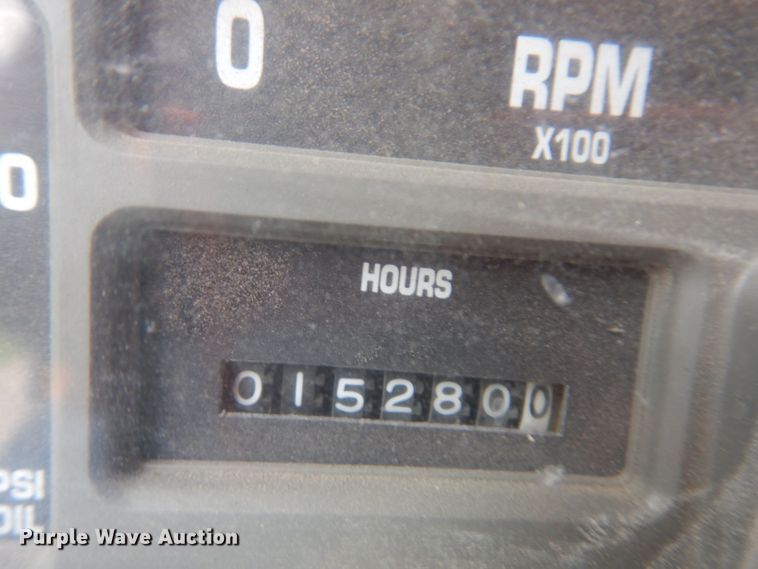 0
RPM
X100
0
HOURS
0152800
PSI
OIL
Purple Wave Auction